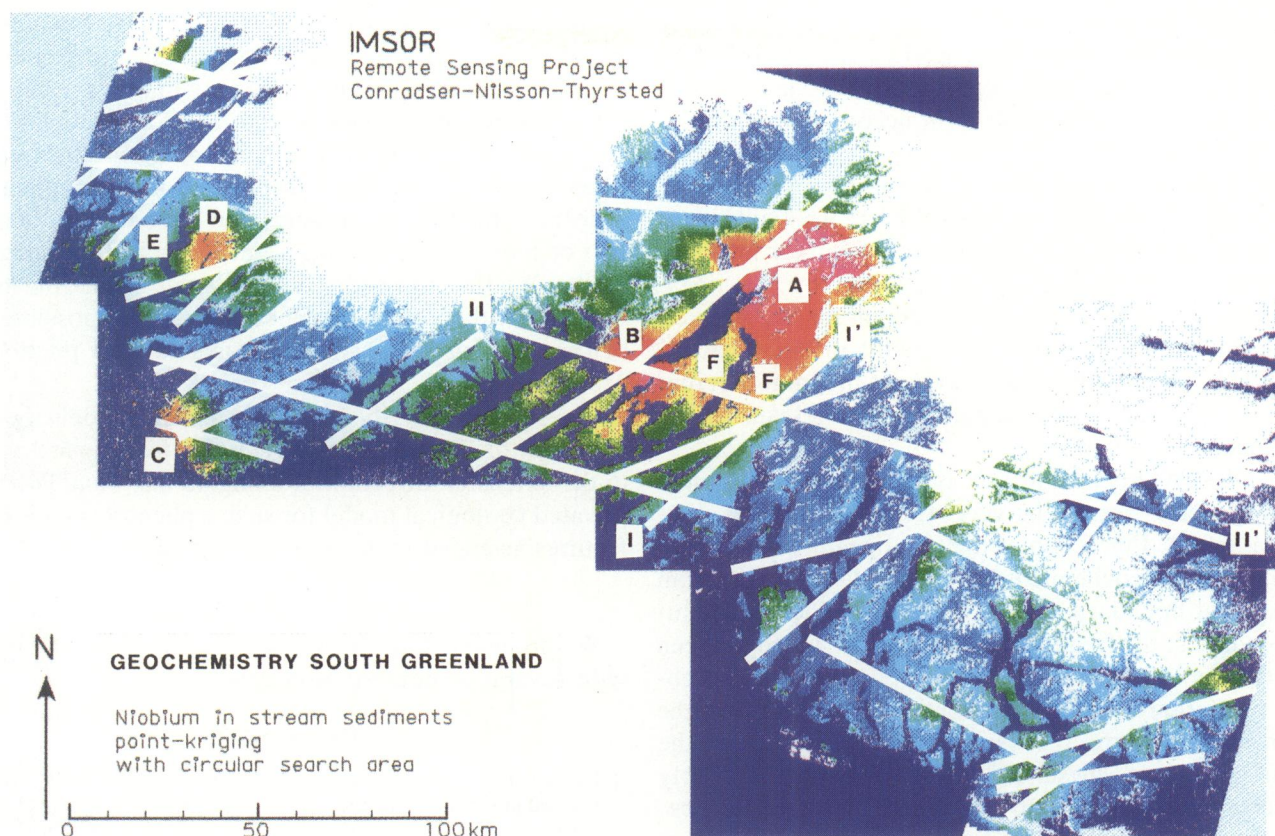 IMSOR
Remote Sensing Project
Conradsen-Nilsson-Thyrsted
D
E
II
A
B
I'
F
F
C
I
II'
N
GEOCHEMISTRY SOUTH GREENLAND
Niobium in stream sediments
point-kriging
with circular search area
0 50 100km